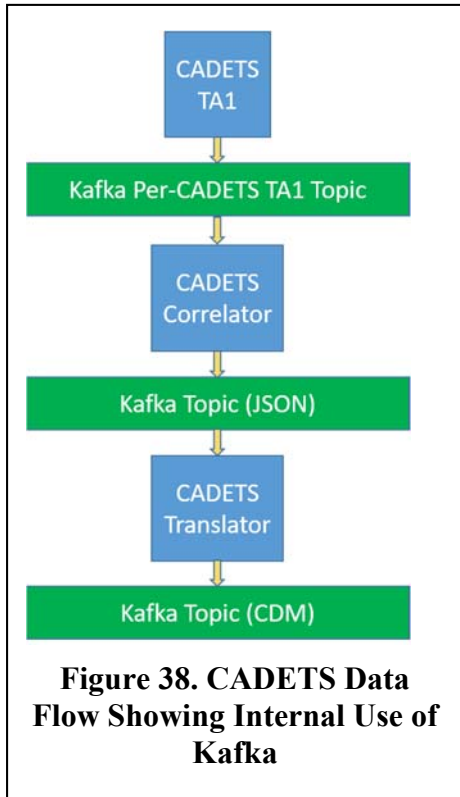 CADETS
TA1
Kafka Per-CADETS TA1 Topic
CADETS
Correlator
Kafka Topic (JSON)
CADETS
Translator
Kafka Topic (CDM)
Figure 38. CADETS Data
Flow Showing Internal Use of
Kafka